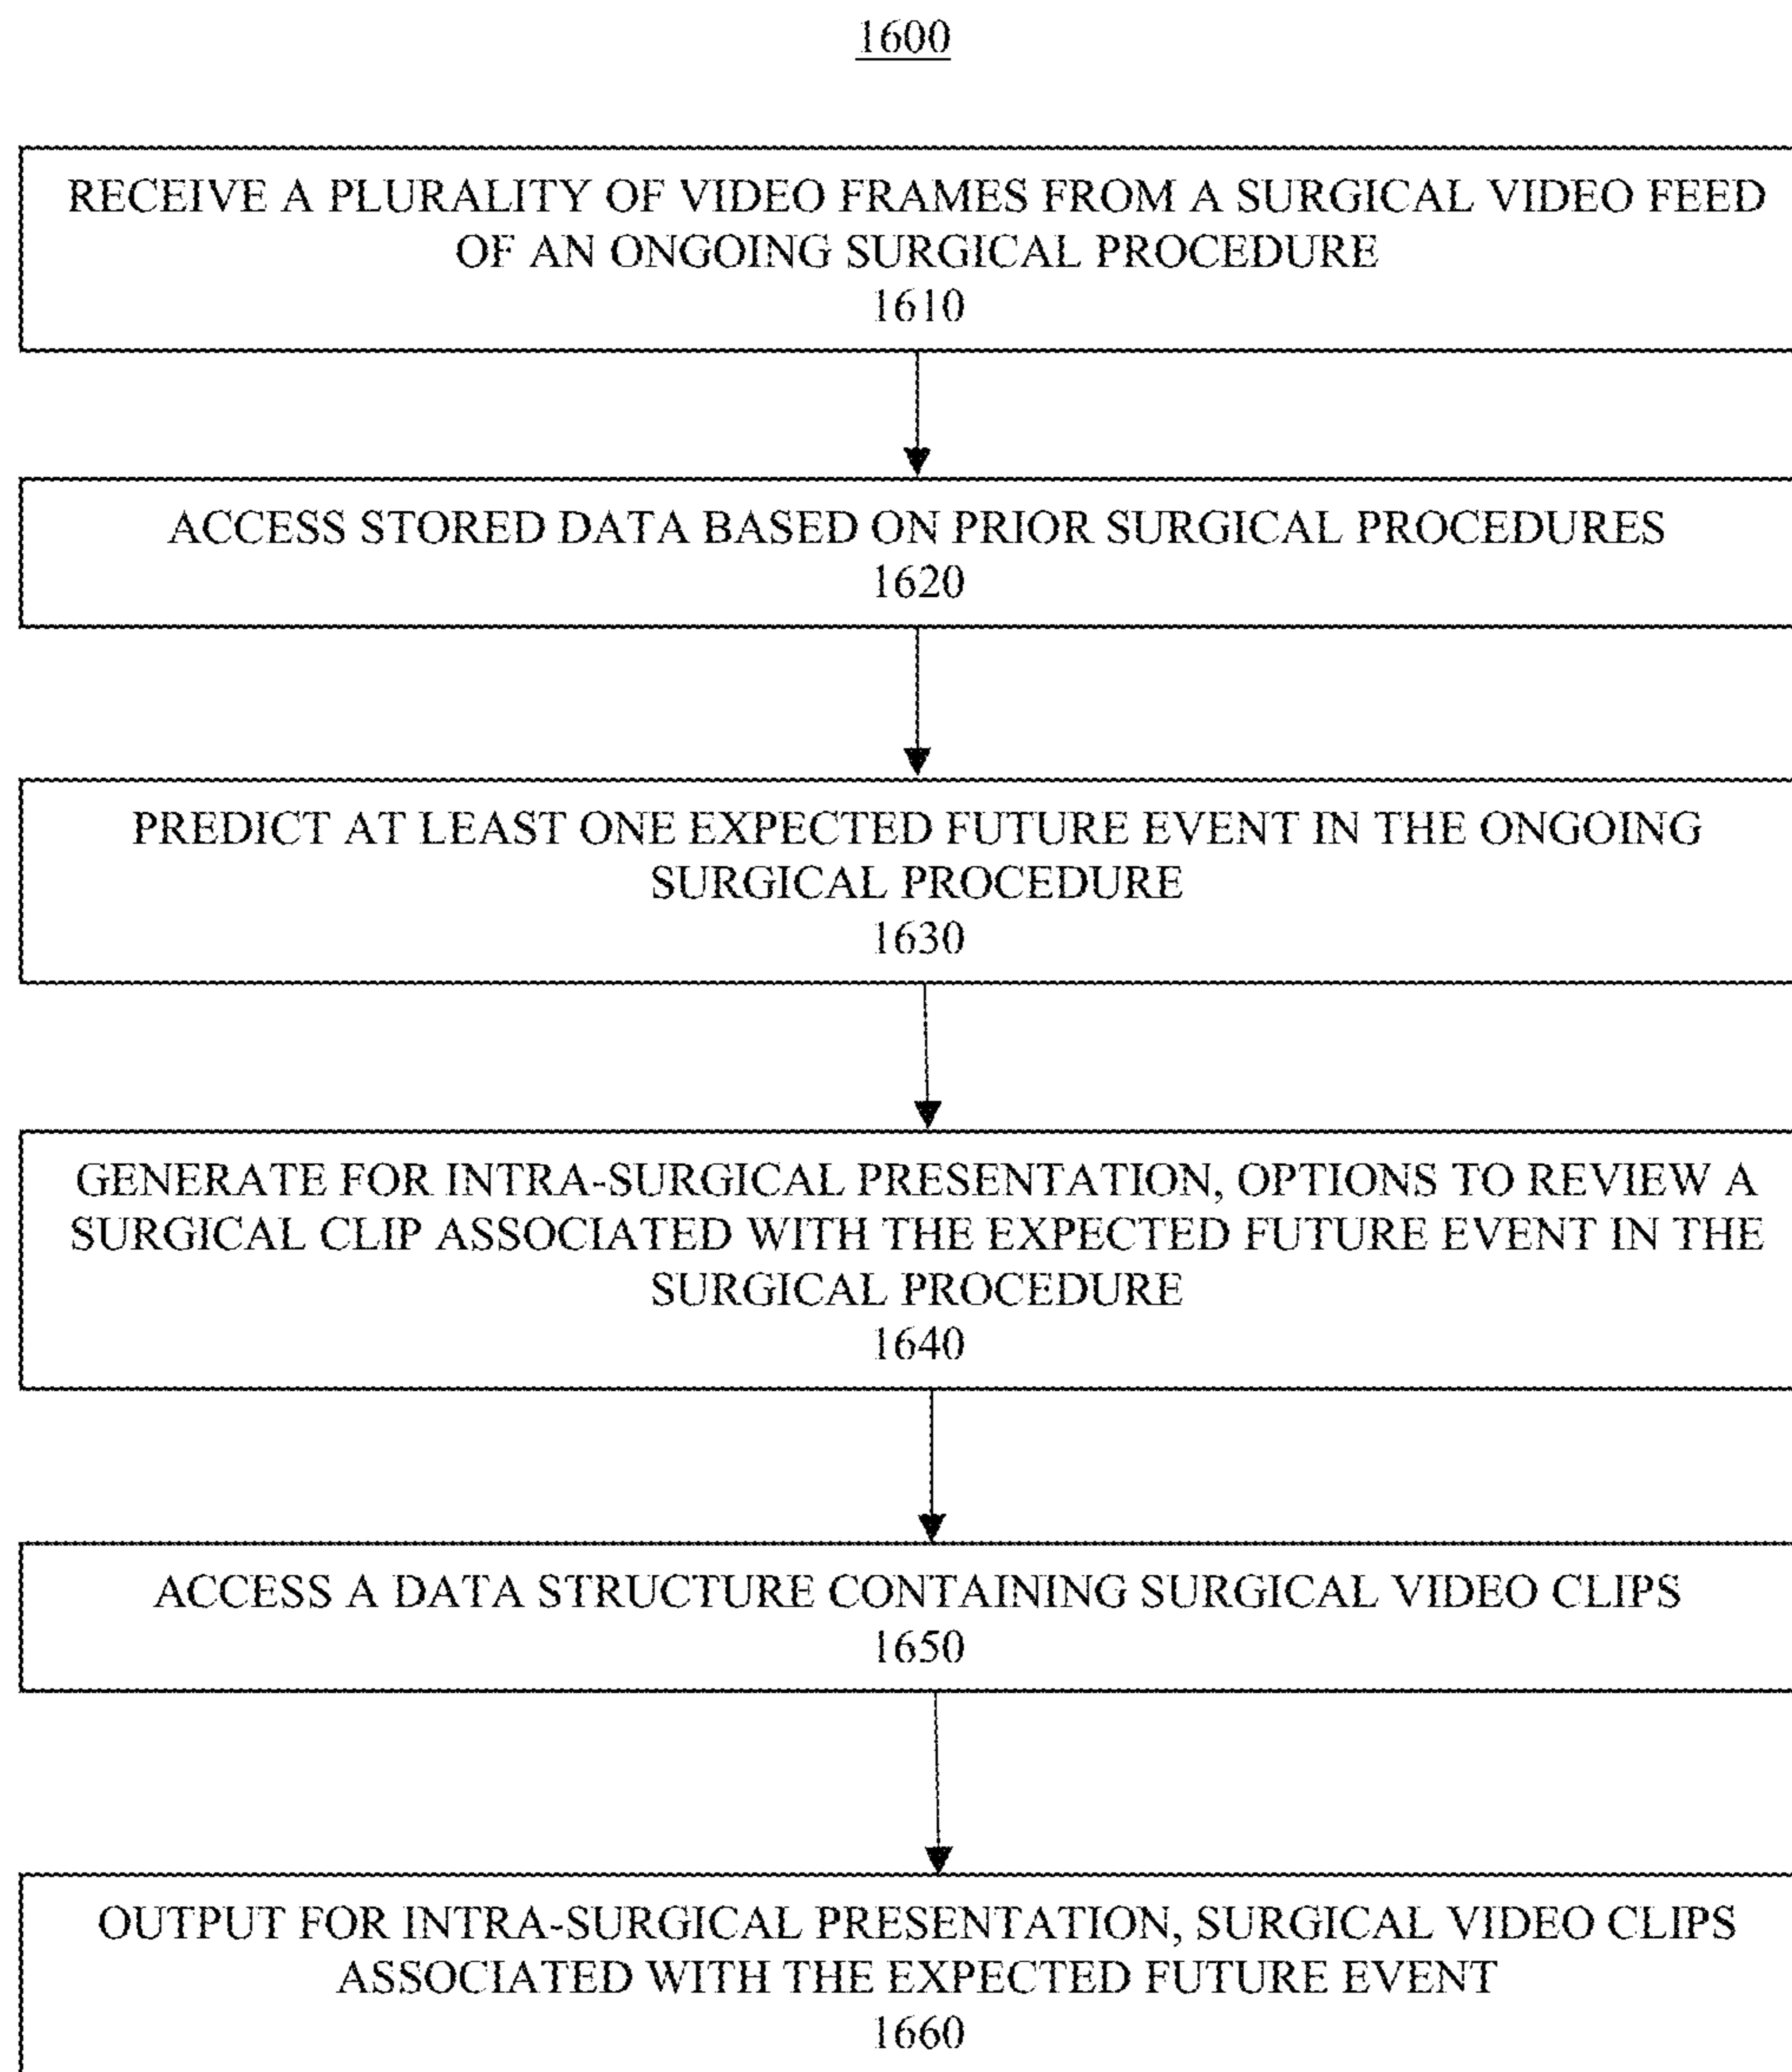 1600
RECEIVE A PLURALITY OF VIDEO FRAMES FROM A SURGICAL VIDEO FEED
OF AN ONGOING SURGICAL PROCEDURE
1610
ACCESS STORED DATA BASED ON PRIOR SURGICAL PROCEDURES
1620
PREDICT AT LEAST ONE EXPECTED FUTURE EVENT IN THE ONGOING
SURGICAL PROCEDURE
1630
GENERATE FOR INTRA-SURGICAL PRESENTATION, OPTIONS TO REVIEW A
SURGICAL CLIP ASSOCIATED WITH THE EXPECTED FUTURE EVENT IN THE
SURGICAL PROCEDURE
1640
ACCESS A DATA STRUCTURE CONTAINING SURGICAL VIDEO CLIPS
1650
OUTPUT FOR INTRA-SURGICAL PRESENTATION, SURGICAL VIDEO CLIPS
ASSOCIATED WITH THE EXPECTED FUTURE EVENT
1660